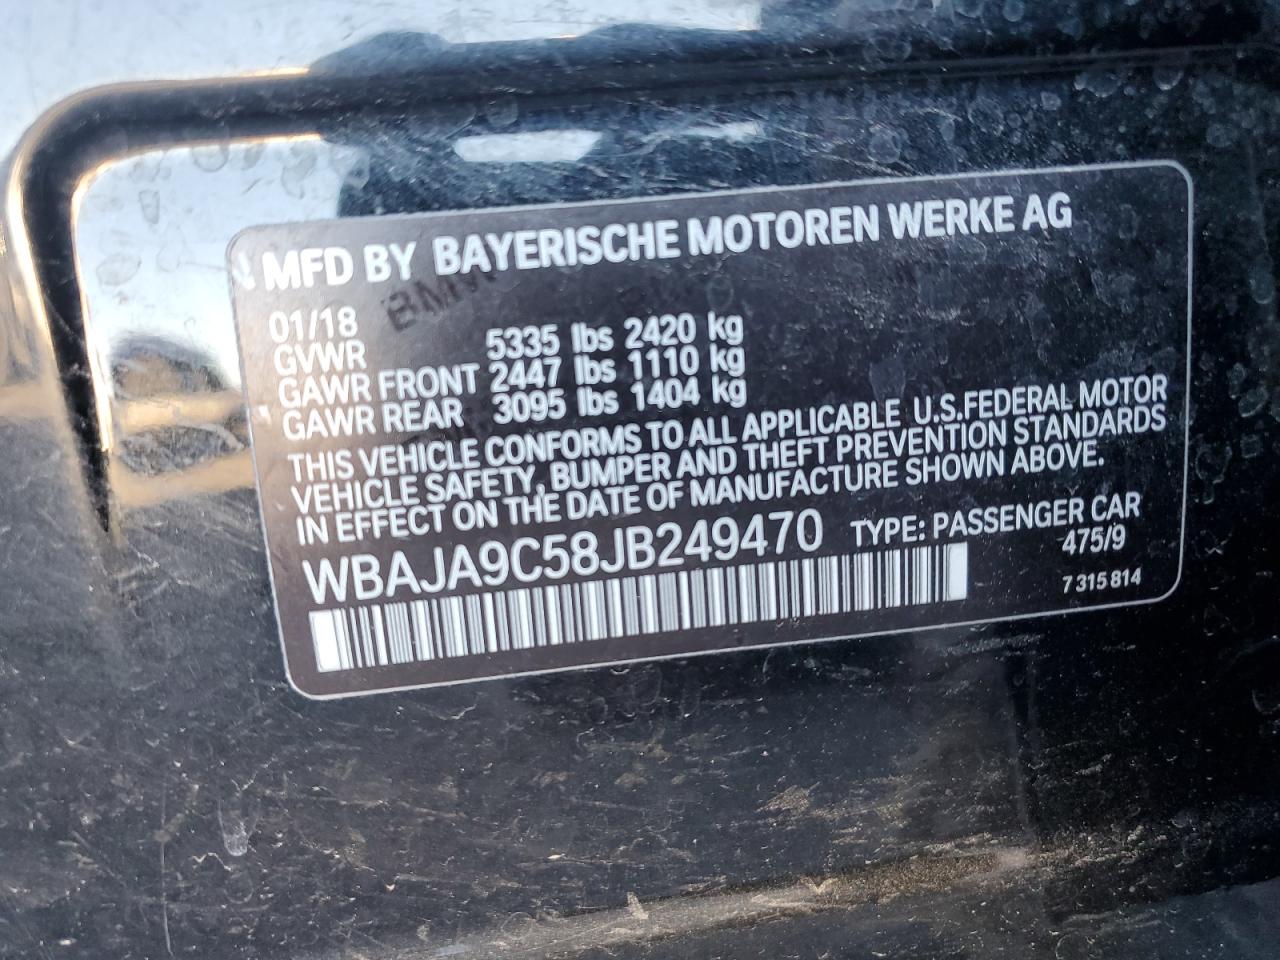 MFD BY BAYERISCHE MOTOREN WERKE AG
01/18
GVWR 5335 lbs 2420 kg
GAWR FRONT 2447 lbs 1110 kg
GAWR REAR 3095 lbs 1404 kg
THIS VEHICLE CONFORMS TO ALL APPLICABLE U.S.FEDERAL MOTOR
VEHICLE SAFETY, BUMPER AND THEFT PREVENTION STANDARDS
IN EFFECT ON THE DATE OF MANUFACTURE SHOWN ABOVE.
WBAJA9C58JB249470 TYPE: PASSENGER CAR
475/9
7 315 814
BMW